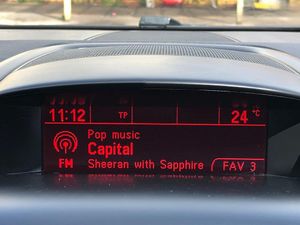 11:12
TP
24 °C
Pop music
Capital
FM
Sheeran with Sapphire
FAV 3